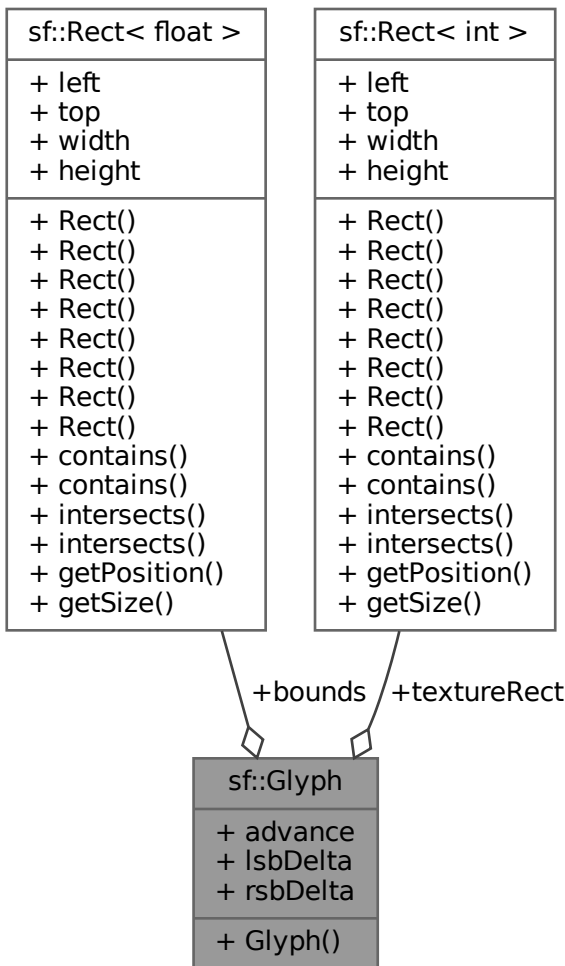 sf::Rect< float >
+ left
+ top
+ width
+ height
+ Rect()
+ Rect()
+ Rect()
+ Rect()
+ Rect()
+ Rect()
+ Rect()
+ Rect()
+ contains()
+ contains()
+ intersects()
+ intersects()
+ getPosition()
+ getSize()
sf::Rect< int >
+ left
+ top
+ width
+ height
+ Rect()
+ Rect()
+ Rect()
+ Rect()
+ Rect()
+ Rect()
+ Rect()
+ Rect()
+ contains()
+ contains()
+ intersects()
+ intersects()
+ getPosition()
+ getSize()
+bounds
+textureRect
sf::Glyph
+ advance
+ lsbDelta
+ rsbDelta
+ Glyph()